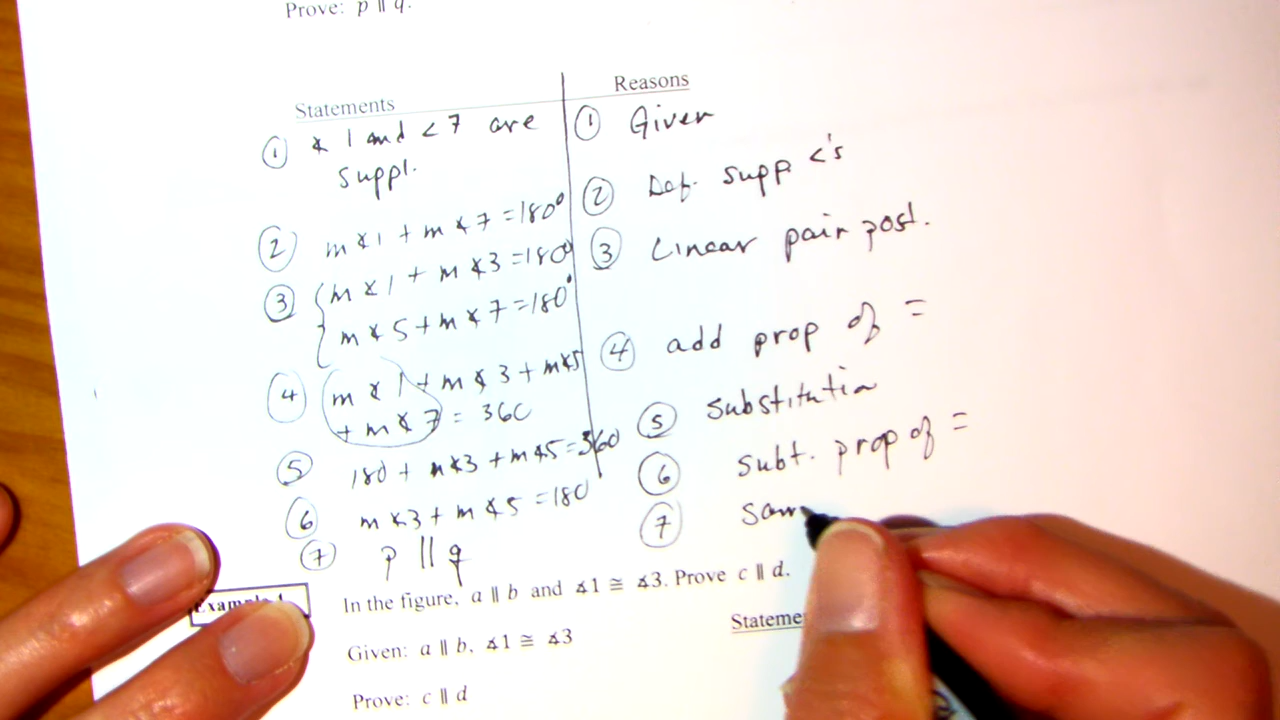 Prove: p ∥ q.
Statements
Reasons
① ∡ 1 and < 7 are
suppl.
① Given
② m∡1 + m∡7 = 180°
② Def. supp. <'s
③ { m∡1 + m∡3 = 180°
m∡5 + m∡7 = 180°
③ Linear pair post.
④ m∡1 + m∡3 + m∡5
+ m∡7 = 360
④ add prop of =
⑤ 180 + m∡3 + m∡5 = 360
⑤ Substitution
⑥ m∡3 + m∡5 = 180
⑥ subt. prop of =
⑦ p ∥ q
⑦ Sam
In the figure, a ∥ b and ∡1 ≅ ∡3. Prove c ∥ d.
Stateme
Given: a ∥ b, ∡1 ≅ ∡3
Prove: c ∥ d